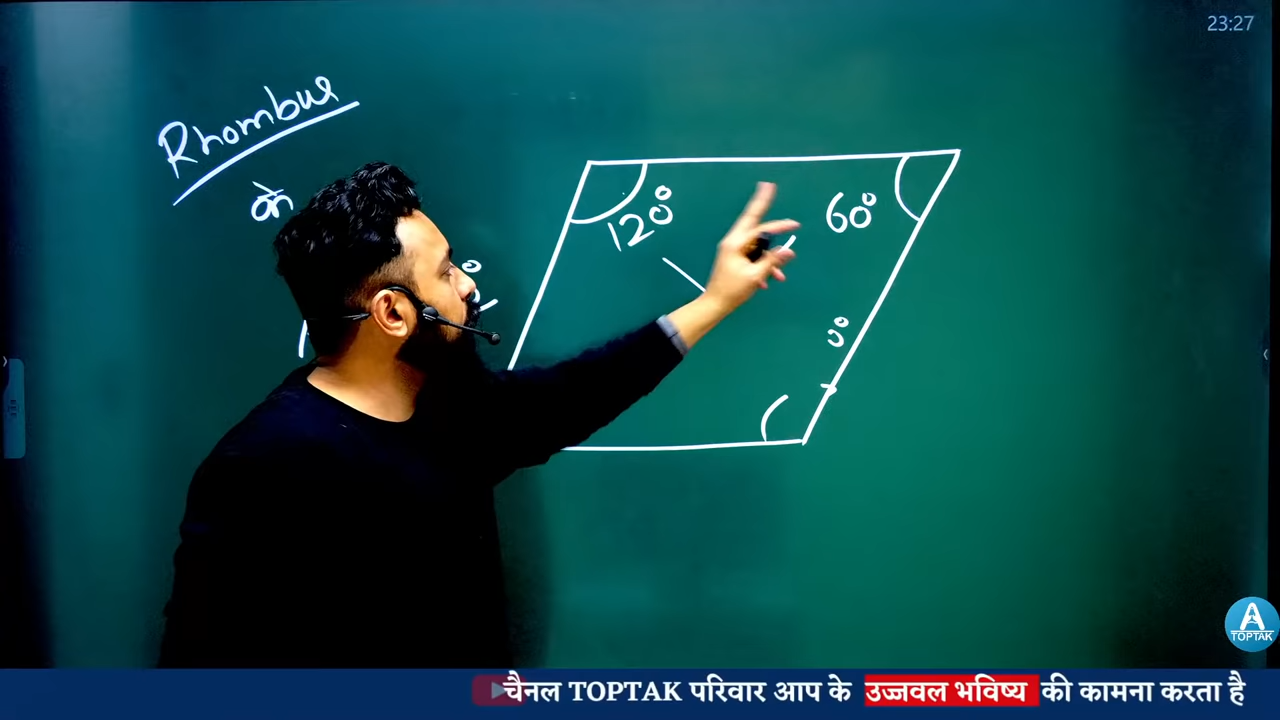 23:27
Rhombus
के
120°
60°
A
TOPTAK
चैनल TOPTAK परिवार आप के उज्जवल भविष्य की कामना करता है